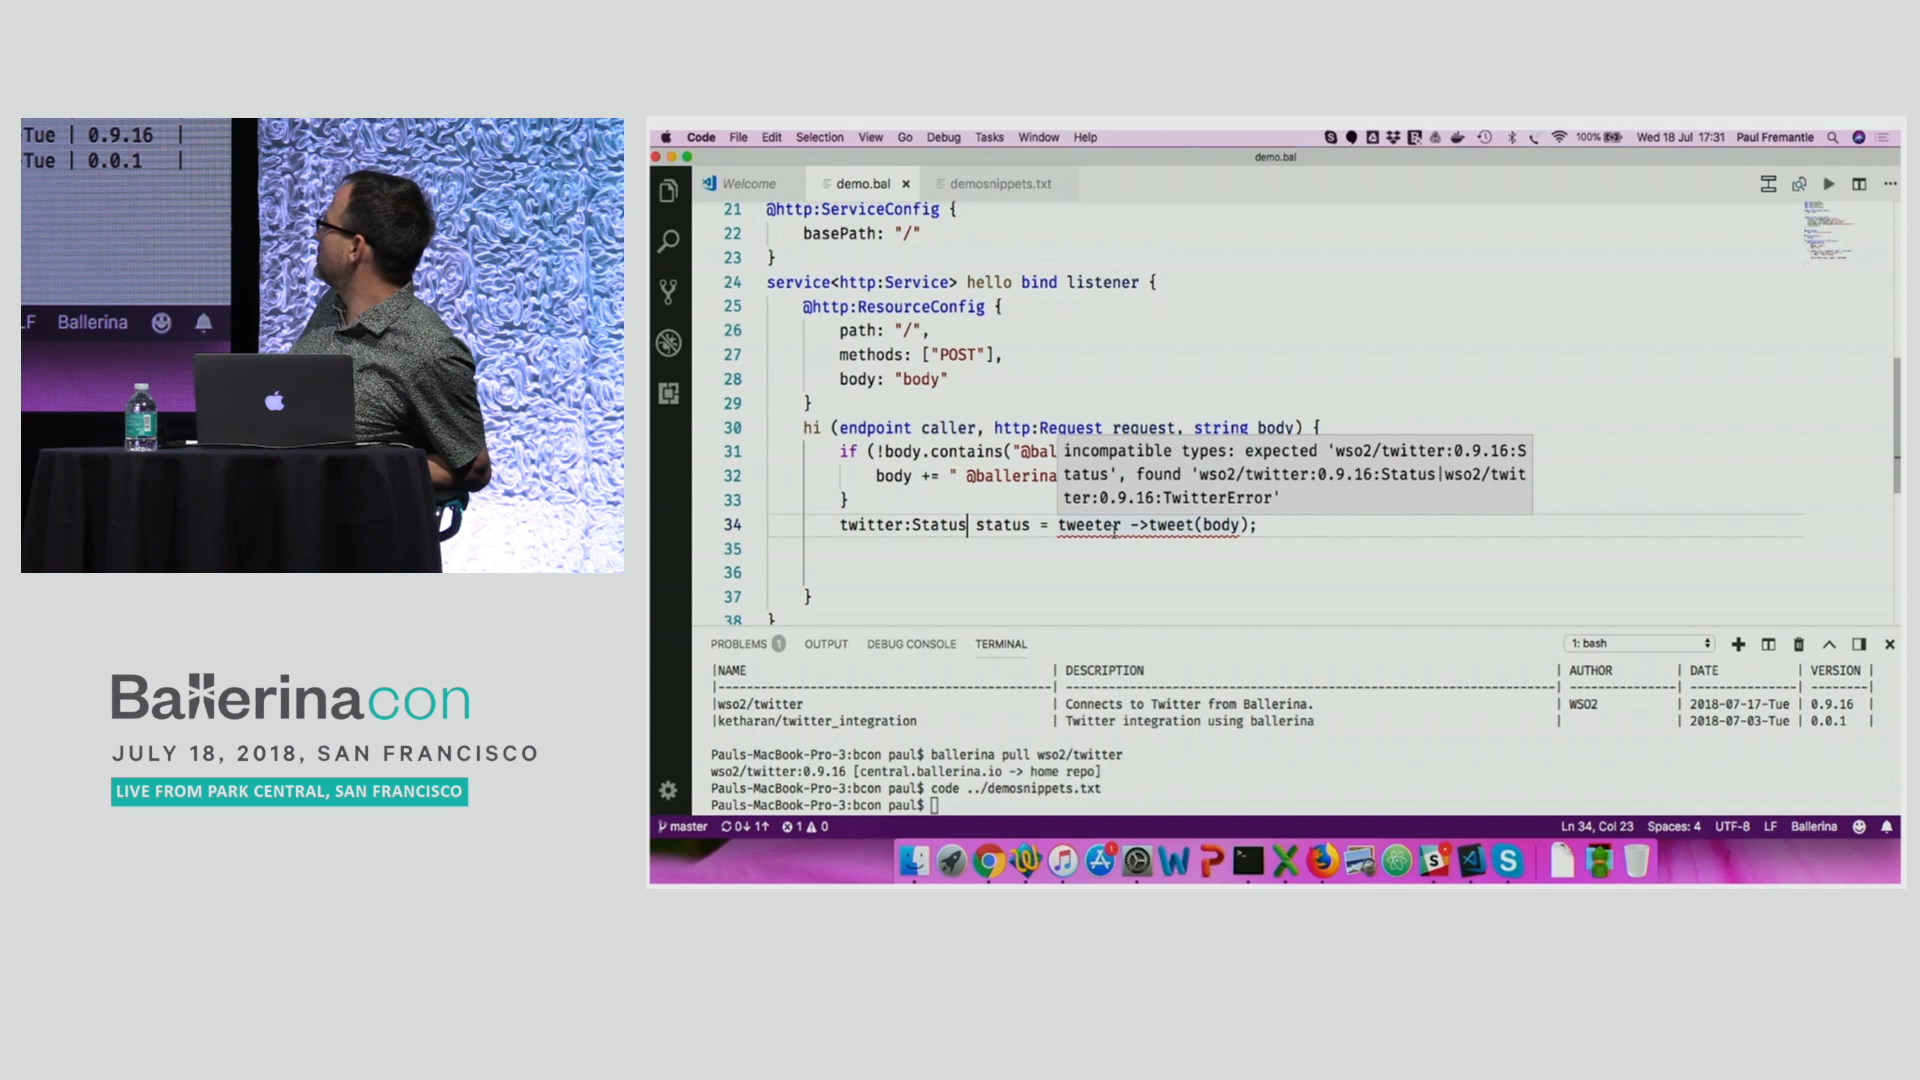 Tue | 0.9.16 |
Tue | 0.0.1 |
LF Ballerina
Ballerinacon
JULY 18, 2018, SAN FRANCISCO
LIVE FROM PARK CENTRAL, SAN FRANCISCO
Code File Edit Selection View Go Debug Tasks Window Help 100% Wed 18 Jul 17:31 Paul Fremantle
demo.bal
Welcome demo.bal × demosnippets.txt
21 @http:ServiceConfig {
22 basePath: "/"
23 }
24 service<http:Service> hello bind listener {
25 @http:ResourceConfig {
26 path: "/",
27 methods: ["POST"],
28 body: "body"
29 }
30 hi (endpoint caller, http:Request request, string body) {
31 if (!body.contains("@bal
32 body += " @ballerina
33 }
incompatible types: expected 'wso2/twitter:0.9.16:S
tatus', found 'wso2/twitter:0.9.16:Status|wso2/twit
ter:0.9.16:TwitterError'
34 twitter:Status status = tweeter ->tweet(body);
35
36
37 }
38 }
PROBLEMS 1 OUTPUT DEBUG CONSOLE TERMINAL 1: bash
|NAME | DESCRIPTION | AUTHOR | DATE | VERSION |
|wso2/twitter | Connects to Twitter from Ballerina. | WSO2 | 2018-07-17-Tue | 0.9.16 |
|ketharan/twitter_integration | Twitter integration using ballerina | | 2018-07-03-Tue | 0.0.1 |
Pauls-MacBook-Pro-3:bcon paul$ ballerina pull wso2/twitter
wso2/twitter:0.9.16 [central.ballerina.io -> home repo]
Pauls-MacBook-Pro-3:bcon paul$ code ../demosnippets.txt
Pauls-MacBook-Pro-3:bcon paul$
master 0↓ 1↑ 1 0 Ln 34, Col 23 Spaces: 4 UTF-8 LF Ballerina